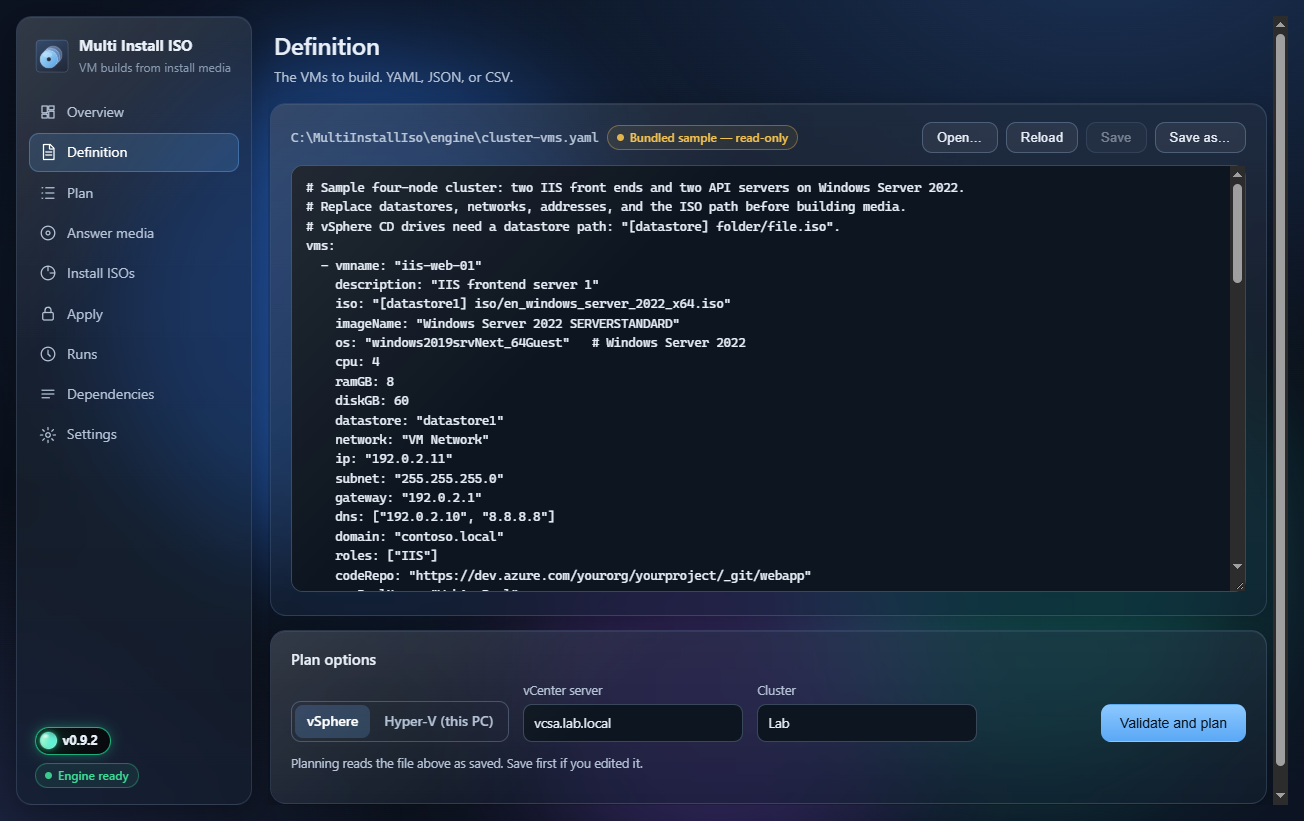 Multi Install ISO
VM builds from install media
Overview
Definition
Plan
Answer media
Install ISOs
Apply
Runs
Dependencies
Settings
v0.9.2
Engine ready
Definition
The VMs to build. YAML, JSON, or CSV.
C:\MultiInstallIso\engine\cluster-vms.yaml
Bundled sample — read-only
Open...
Reload
Save
Save as...
# Sample four-node cluster: two IIS front ends and two API servers on Windows Server 2022.
# Replace datastores, networks, addresses, and the ISO path before building media.
# vSphere CD drives need a datastore path: "[datastore] folder/file.iso".
vms:
  - vmname: "iis-web-01"
    description: "IIS frontend server 1"
    iso: "[datastore1] iso/en_windows_server_2022_x64.iso"
    imageName: "Windows Server 2022 SERVERSTANDARD"
    os: "windows2019srvNext_64Guest"   # Windows Server 2022
    cpu: 4
    ramGB: 8
    diskGB: 60
    datastore: "datastore1"
    network: "VM Network"
    ip: "192.0.2.11"
    subnet: "255.255.255.0"
    gateway: "192.0.2.1"
    dns: ["192.0.2.10", "8.8.8.8"]
    domain: "contoso.local"
    roles: ["IIS"]
    codeRepo: "https://dev.azure.com/yourorg/yourproject/_git/webapp"
Plan options
vSphere
Hyper-V (this PC)
vCenter server
vcsa.lab.local
Cluster
Lab
Validate and plan
Planning reads the file above as saved. Save first if you edited it.